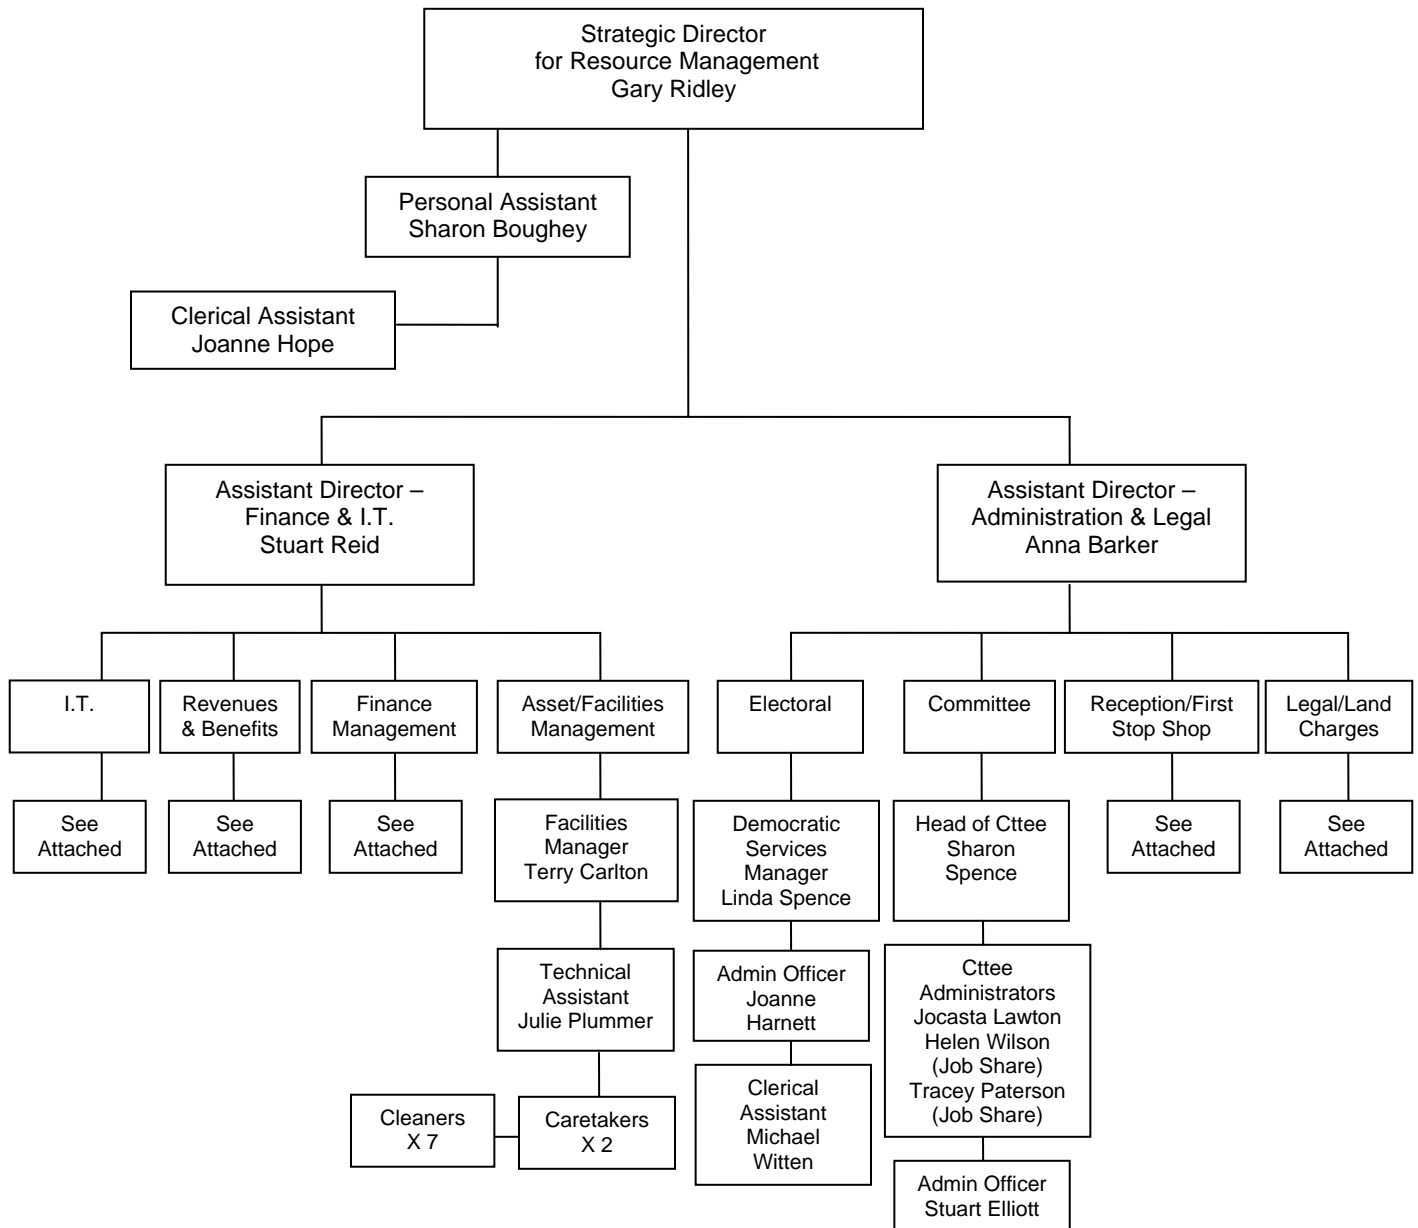 Strategic Director
for Resource Management
Gary Ridley
Personal Assistant
Sharon Boughey
Clerical Assistant
Joanne Hope
Assistant Director –
Finance & I.T.
Stuart Reid
Assistant Director –
Administration & Legal
Anna Barker
I.T.
Revenues
& Benefits
Finance
Management
Asset/Facilities
Management
Electoral
Committee
Reception/First
Stop Shop
Legal/Land
Charges
See
Attached
See
Attached
See
Attached
Facilities
Manager
Terry Carlton
Democratic
Services
Manager
Linda Spence
Head of Cttee
Sharon
Spence
See
Attached
See
Attached
Technical
Assistant
Julie Plummer
Admin Officer
Joanne
Harnett
Cttee
Administrators
Jocasta Lawton
Helen Wilson
(Job Share)
Tracey Paterson
(Job Share)
Cleaners
X 7
Caretakers
X 2
Clerical
Assistant
Michael
Witten
Admin Officer
Stuart Elliott